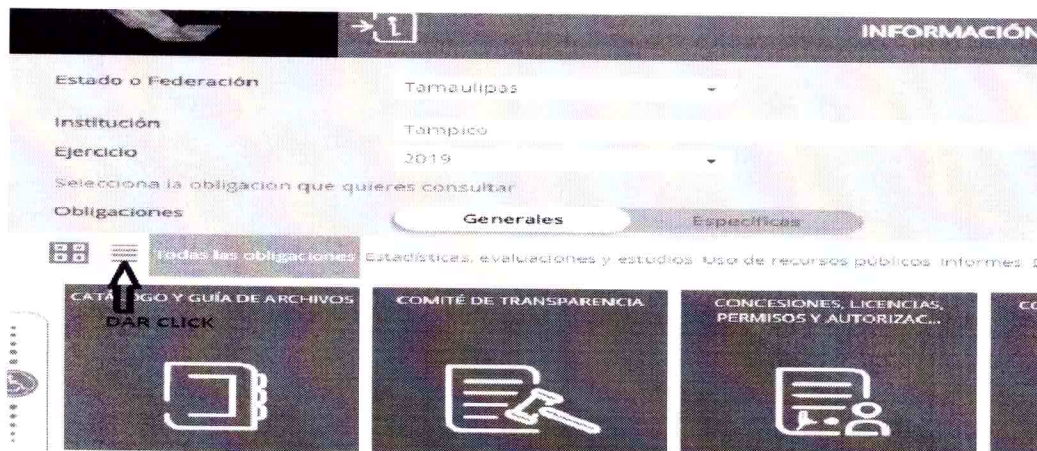 INFORMACIÓN
Estado o Federación Tamaulipas
Institución Tampico
Ejercicio 2019
Selecciona la obligación que quieres consultar
Obligaciones Generales Específicas
Todas las obligaciones Estadísticas, evaluaciones y estudios Uso de recursos públicos Informes
DAR CLICK
CATÁLOGO Y GUÍA DE ARCHIVOS
COMITÉ DE TRANSPARENCIA
CONCESIONES, LICENCIAS,
PERMISOS Y AUTORIZAC...